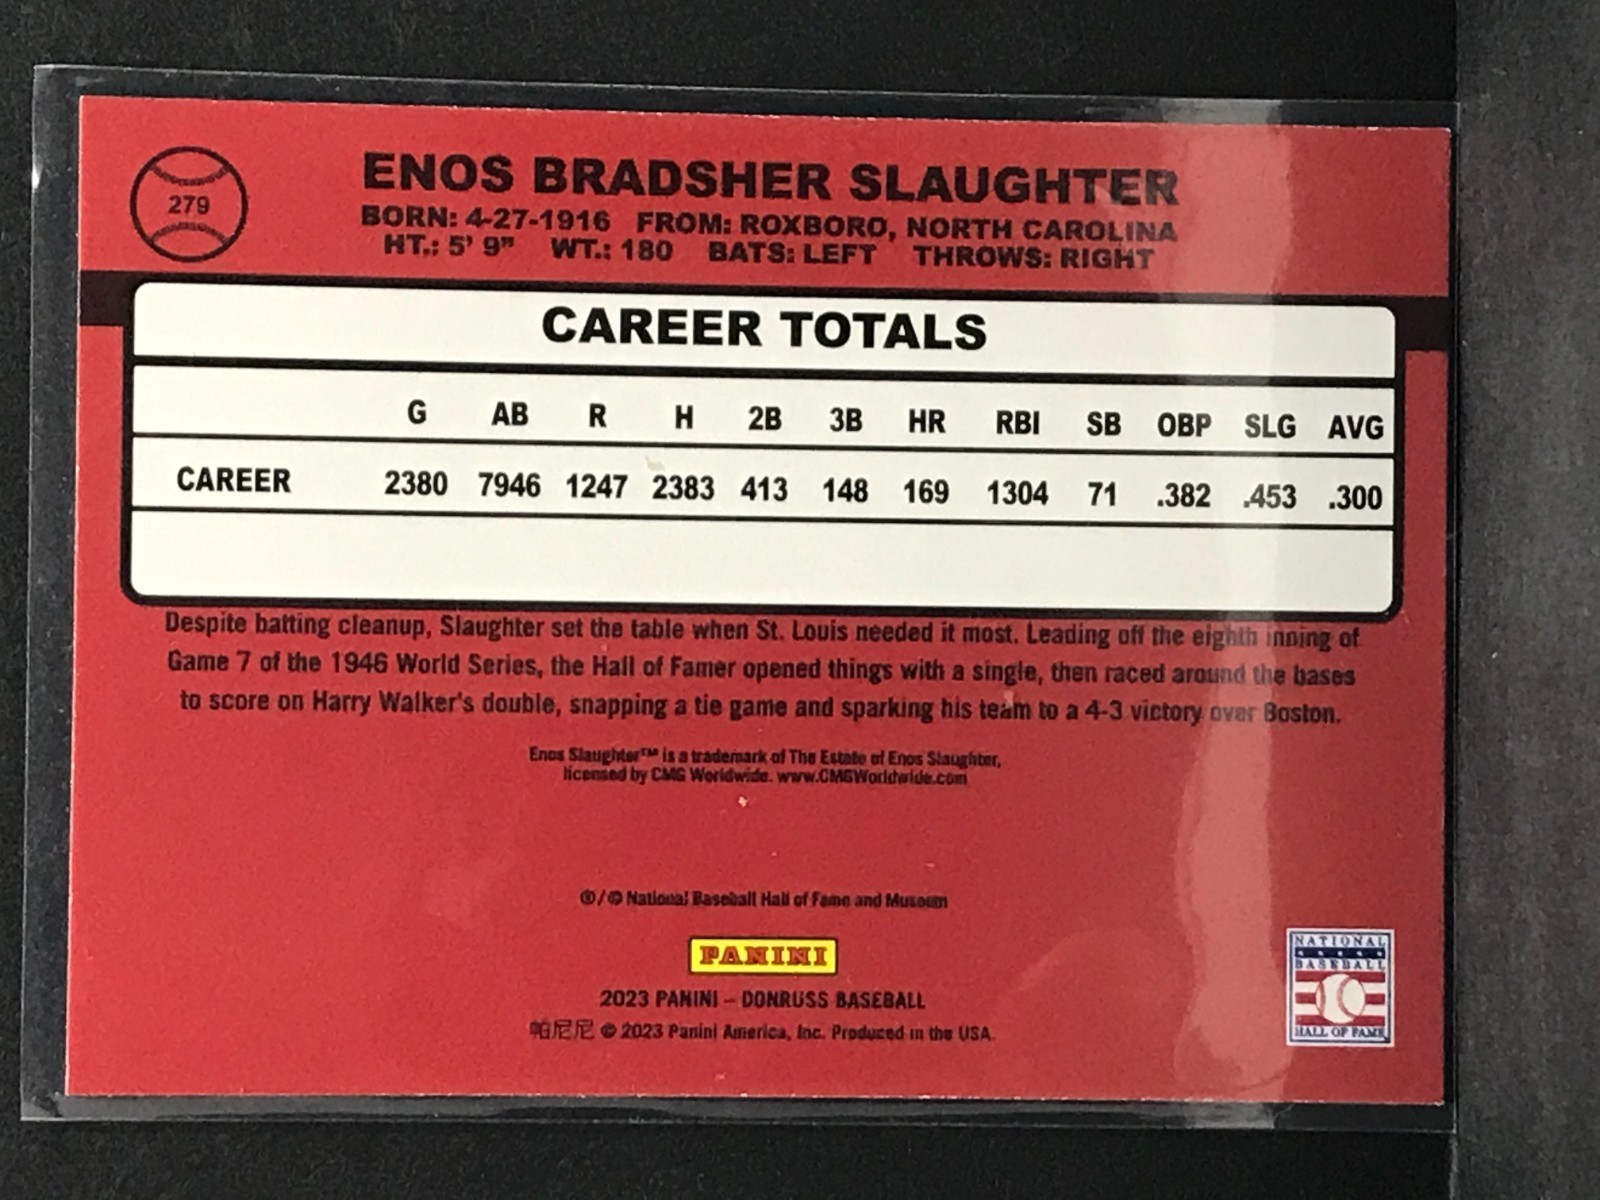 279
ENOS BRADSHER SLAUGHTER
BORN: 4-27-1916 FROM: ROXBORO, NORTH CAROLINA
HT.: 5' 9" WT.: 180 BATS: LEFT THROWS: RIGHT
CAREER TOTALS
G AB R H 2B 3B HR RBI SB OBP SLG AVG
CAREER 2380 7946 1247 2383 413 148 169 1304 71 .382 .453 .300
Despite batting cleanup, Slaughter set the table when St. Louis needed it most. Leading off the eighth inning of
Game 7 of the 1946 World Series, the Hall of Famer opened things with a single, then raced around the bases
to score on Harry Walker's double, snapping a tie game and sparking his team to a 4-3 victory over Boston.
Enos Slaughter™ is a trademark of The Estate of Enos Slaughter,
licensed by CMG Worldwide. www.CMGWorldwide.com
®/© National Baseball Hall of Fame and Museum
PANINI
2023 PANINI – DONRUSS BASEBALL
帕尼尼 © 2023 Panini America, Inc. Produced in the USA.
NATIONAL
BASEBALL
HALL OF FAME